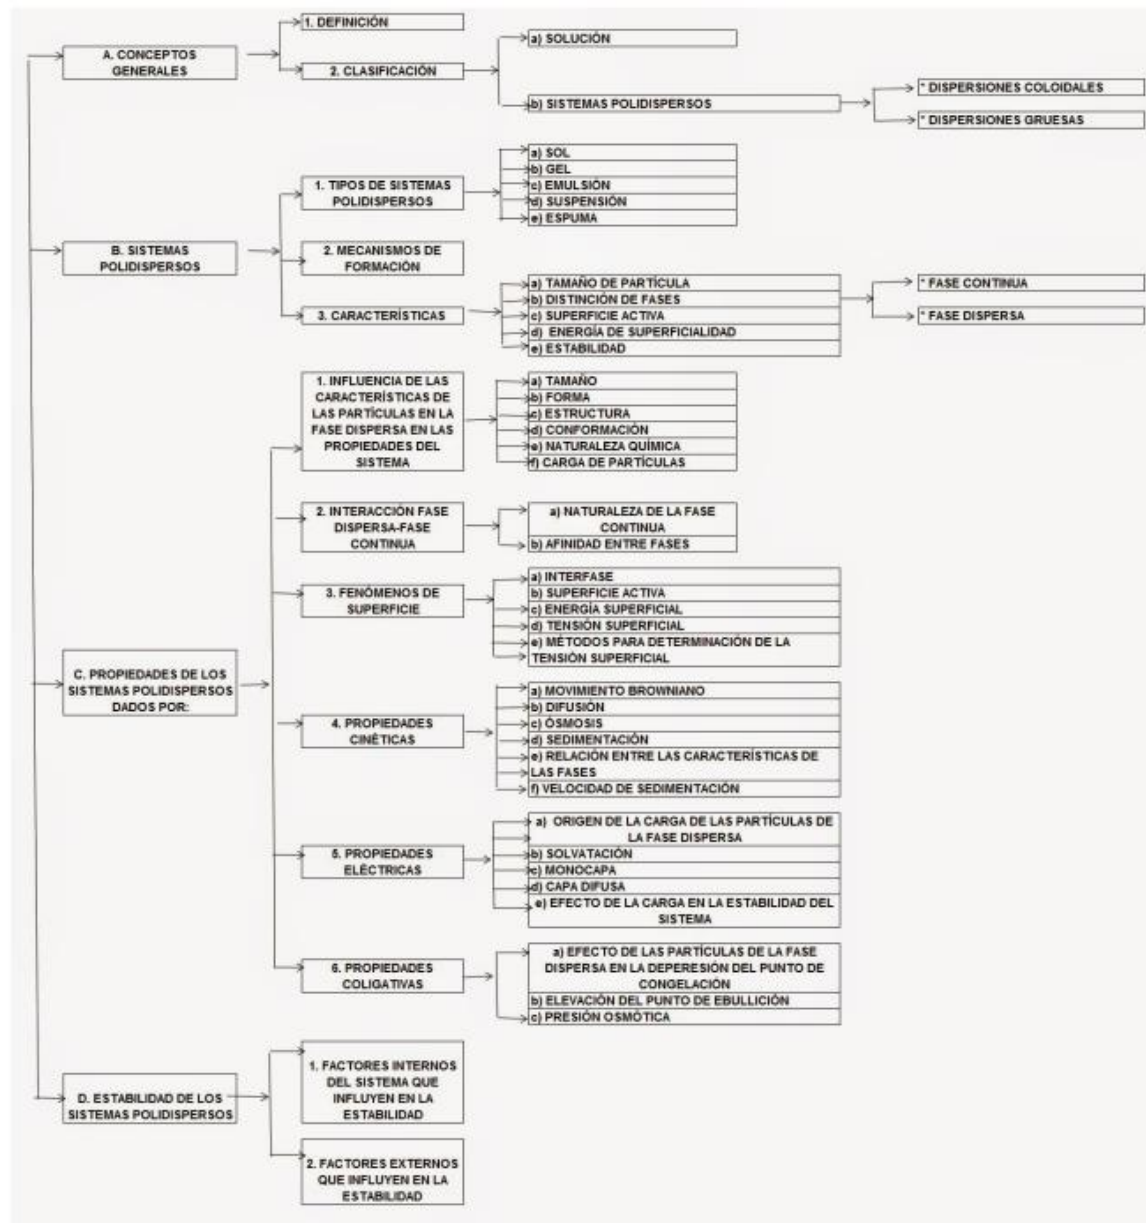 A. CONCEPTOS
GENERALES
1. DEFINICIÓN
2. CLASIFICACIÓN
a) SOLUCIÓN
b) SISTEMAS POLIDISPERSOS
* DISPERSIONES COLOIDALES
* DISPERSIONES GRUESAS
B. SISTEMAS
POLIDISPERSOS
1. TIPOS DE SISTEMAS
POLIDISPERSOS
a) SOL
b) GEL
c) EMULSIÓN
d) SUSPENSIÓN
e) ESPUMA
2. MECANISMOS DE
FORMACIÓN
3. CARACTERÍSTICAS
a) TAMAÑO DE PARTÍCULA
b) DISTINCIÓN DE FASES
c) SUPERFICIE ACTIVA
d) ENERGÍA DE SUPERFICIALIDAD
e) ESTABILIDAD
* FASE CONTINUA
* FASE DISPERSA
C. PROPIEDADES DE LOS
SISTEMAS POLIDISPERSOS
DADOS POR:
1. INFLUENCIA DE LAS
CARACTERÍSTICAS DE
LAS PARTÍCULAS EN LA
FASE DISPERSA EN LAS
PROPIEDADES DEL
SISTEMA
a) TAMAÑO
b) FORMA
c) ESTRUCTURA
d) CONFORMACIÓN
e) NATURALEZA QUÍMICA
f) CARGA DE PARTÍCULAS
2. INTERACCIÓN FASE
DISPERSA-FASE
CONTINUA
a) NATURALEZA DE LA FASE
CONTINUA
b) AFINIDAD ENTRE FASES
3. FENÓMENOS DE
SUPERFICIE
a) INTERFASE
b) SUPERFICIE ACTIVA
c) ENERGÍA SUPERFICIAL
d) TENSIÓN SUPERFICIAL
e) MÉTODOS PARA DETERMINACIÓN DE LA
TENSIÓN SUPERFICIAL
4. PROPIEDADES
CINÉTICAS
a) MOVIMIENTO BROWNIANO
b) DIFUSIÓN
c) ÓSMOSIS
d) SEDIMENTACIÓN
e) RELACIÓN ENTRE LAS CARACTERÍSTICAS DE
LAS FASES
f) VELOCIDAD DE SEDIMENTACIÓN
5. PROPIEDADES
ELÉCTRICAS
a) ORIGEN DE LA CARGA DE LAS PARTÍCULAS DE
LA FASE DISPERSA
b) SOLVATACIÓN
c) MONOCAPA
d) CAPA DIFUSA
e) EFECTO DE LA CARGA EN LA ESTABILIDAD DEL
SISTEMA
6. PROPIEDADES
COLIGATIVAS
a) EFECTO DE LAS PARTÍCULAS DE LA FASE
DISPERSA EN LA DEPERESIÓN DEL PUNTO DE
CONGELACIÓN
b) ELEVACIÓN DEL PUNTO DE EBULLICIÓN
c) PRESIÓN OSMÓTICA
D. ESTABILIDAD DE LOS
SISTEMAS POLIDISPERSOS
1. FACTORES INTERNOS
DEL SISTEMA QUE
INFLUYEN EN LA
ESTABILIDAD
2. FACTORES EXTERNOS
QUE INFLUYEN EN LA
ESTABILIDAD